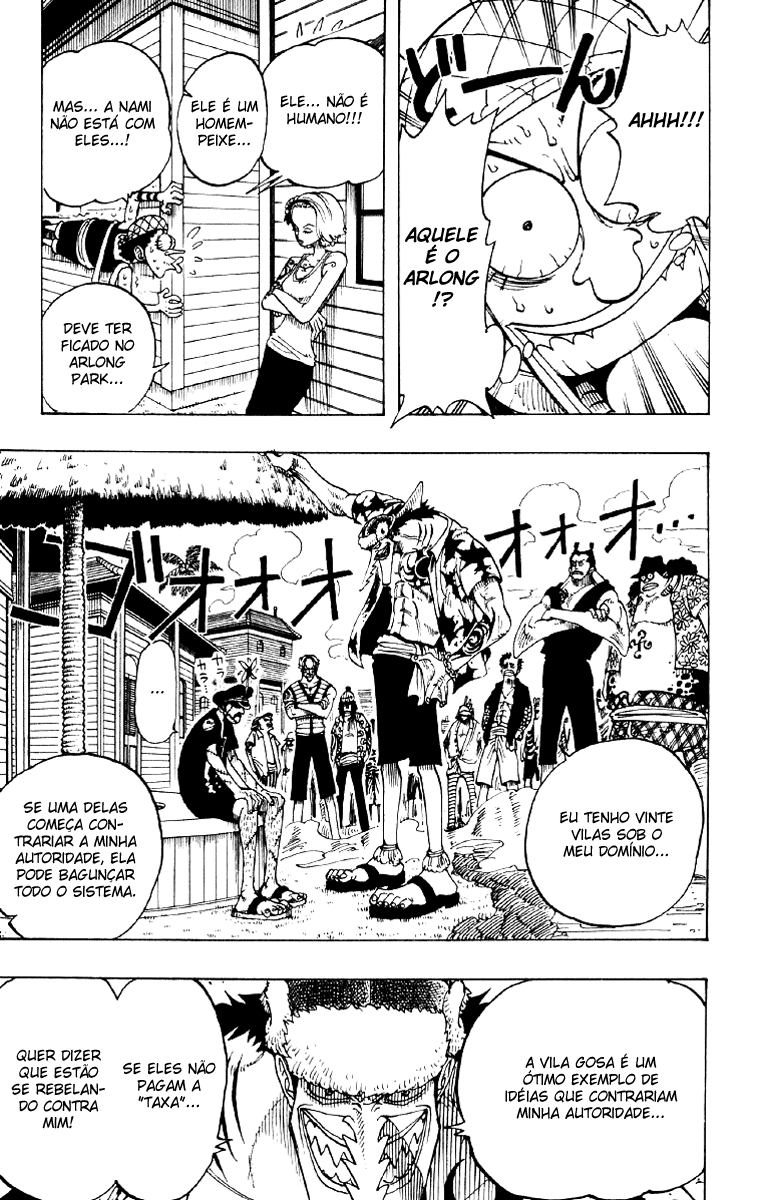 どーん
AHHH!!!
AQUELE
É O
ARLONG
!?
ELE... NÃO É
HUMANO!!!
ELE É UM
HOMEM-
PEIXE...
MAS... A NAMI
NÃO ESTÁ COM
ELES...!
DEVE TER
FICADO NO
ARLONG
PARK...
ゴオオオオオオ...
EU TENHO VINTE
VILAS SOB O
MEU DOMÍNIO...
...
SE UMA DELAS
COMEÇA CON-
TRARIAR A MINHA
AUTORIDADE, ELA
PODE BAGUNÇAR
TODO O SISTEMA.
A VILA GOSA É UM
ÓTIMO EXEMPLO DE
IDÉIAS QUE CONTRARIAM
MINHA AUTORIDADE...
SE ELES NÃO
PAGAM A
"TAXA"...
QUER DIZER
QUE ESTÃO
SE REBELAN-
DO CONTRA
MIM!